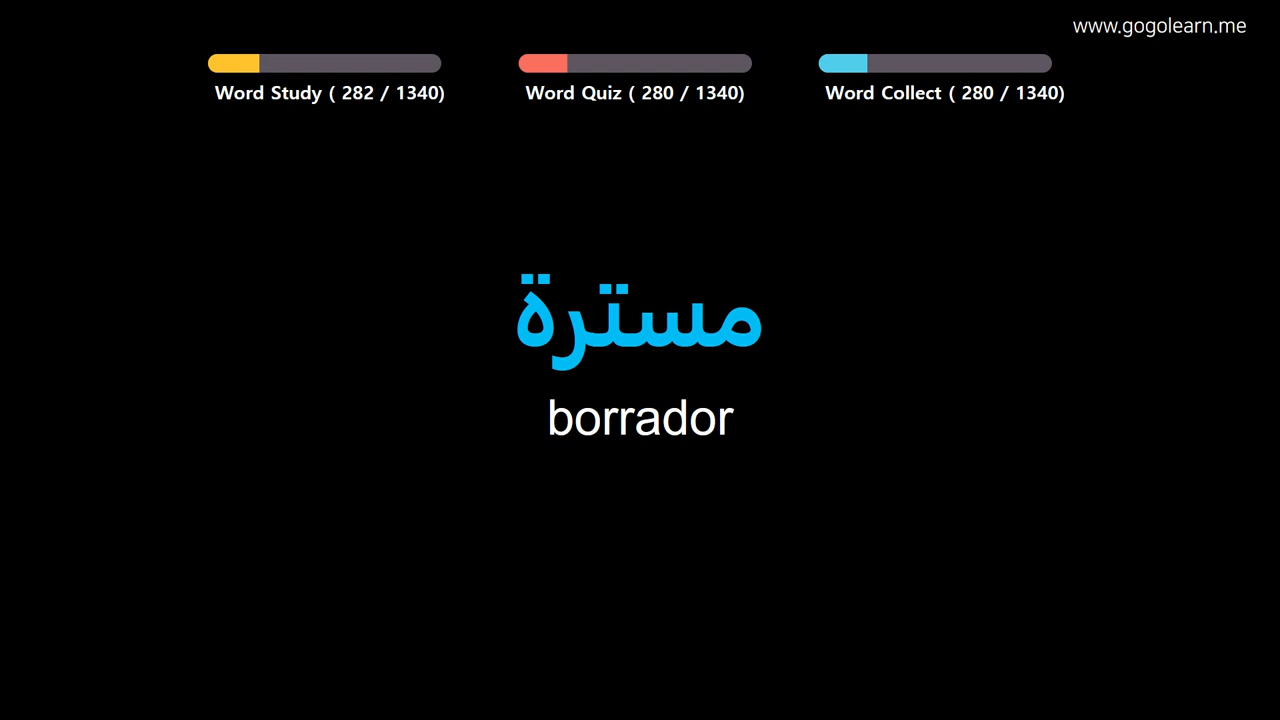 www.gogolearn.me
Word Study ( 282 / 1340)
Word Quiz ( 280 / 1340)
Word Collect ( 280 / 1340)
مسترة
borrador